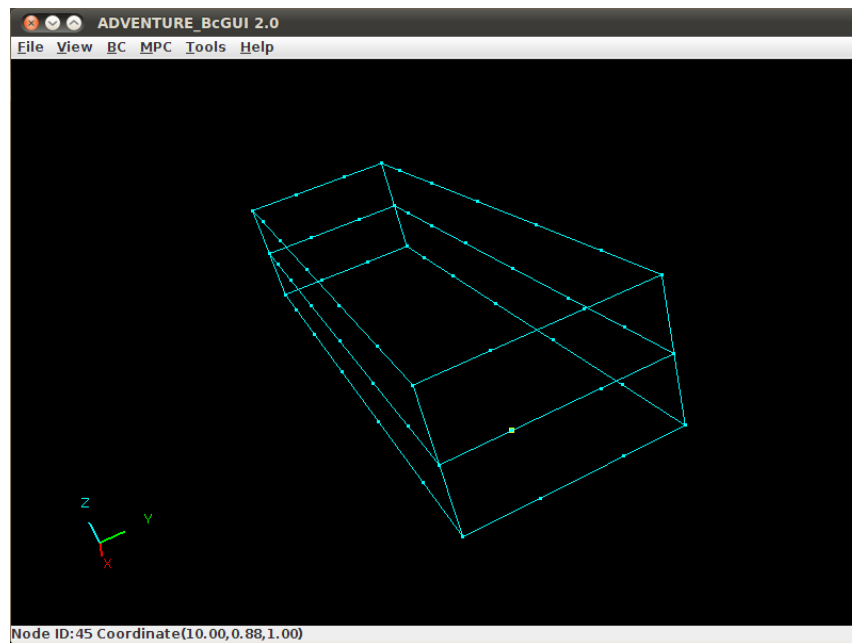 ADVENTURE_BcGUI 2.0
File View BC MPC Tools Help
Z
Y
X
Node ID:45 Coordinate(10.00,0.88,1.00)